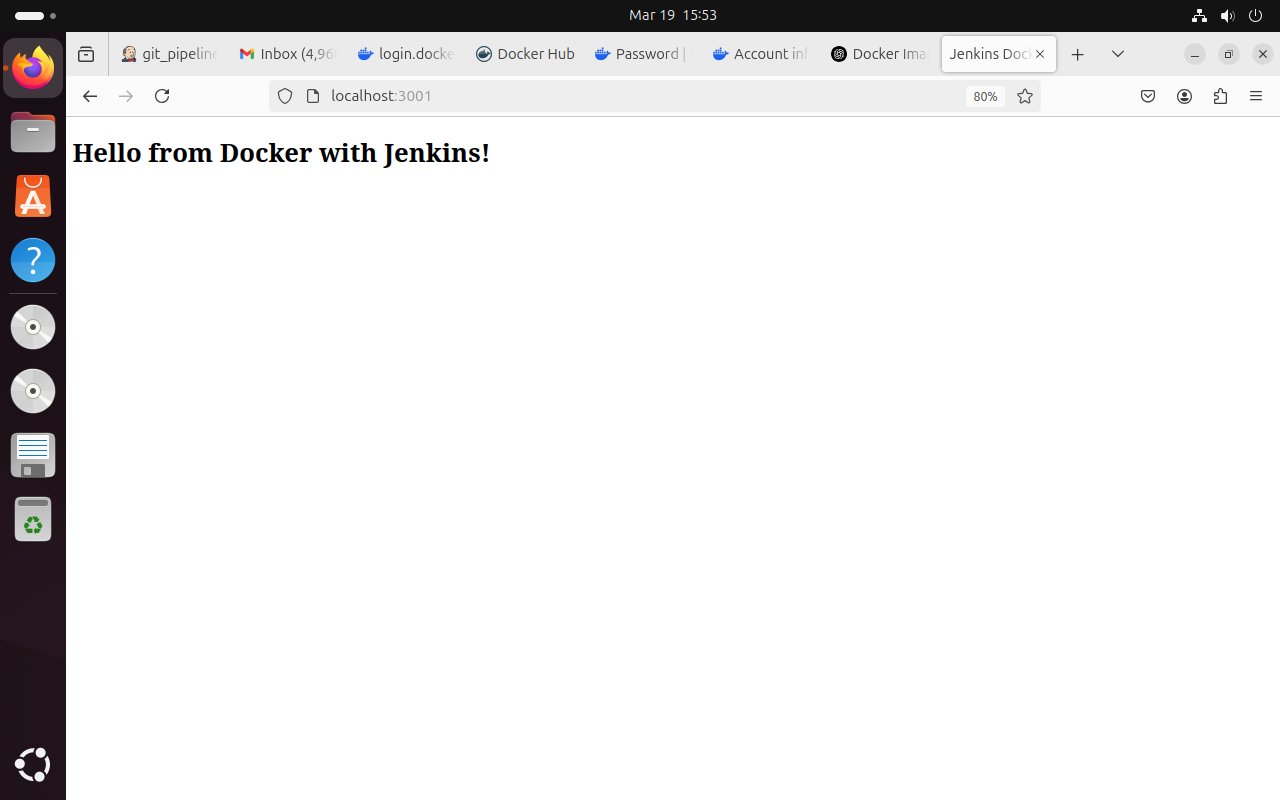 Mar 19 15:53
git_pipeline
Inbox (4,96
login.docke
Docker Hub
Password |
Account inf
Docker Ima
Jenkins Doc
localhost:3001
80%
Hello from Docker with Jenkins!